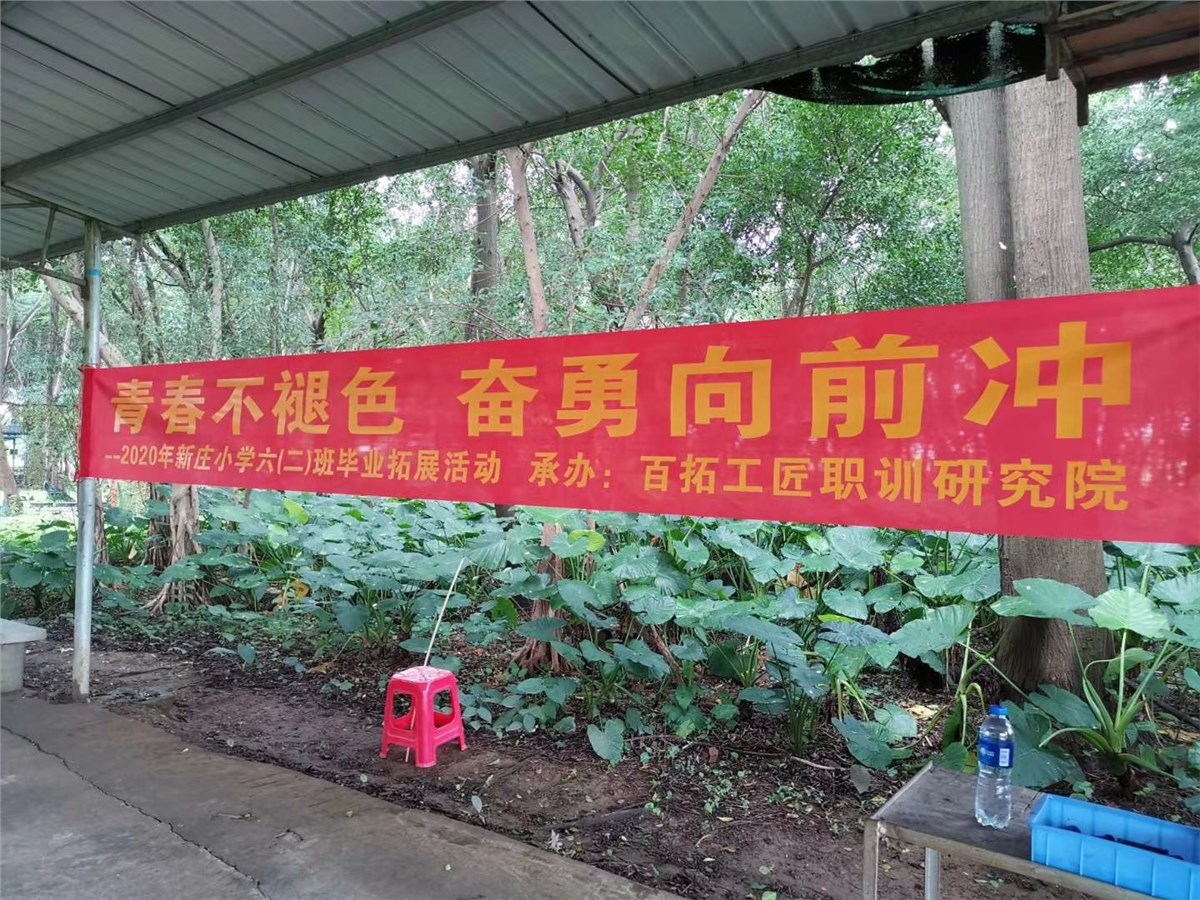 青春不褪色 奋勇向前冲
--2020年新庄小学六(二)班毕业拓展活动 承办：百拓工匠职训研究院